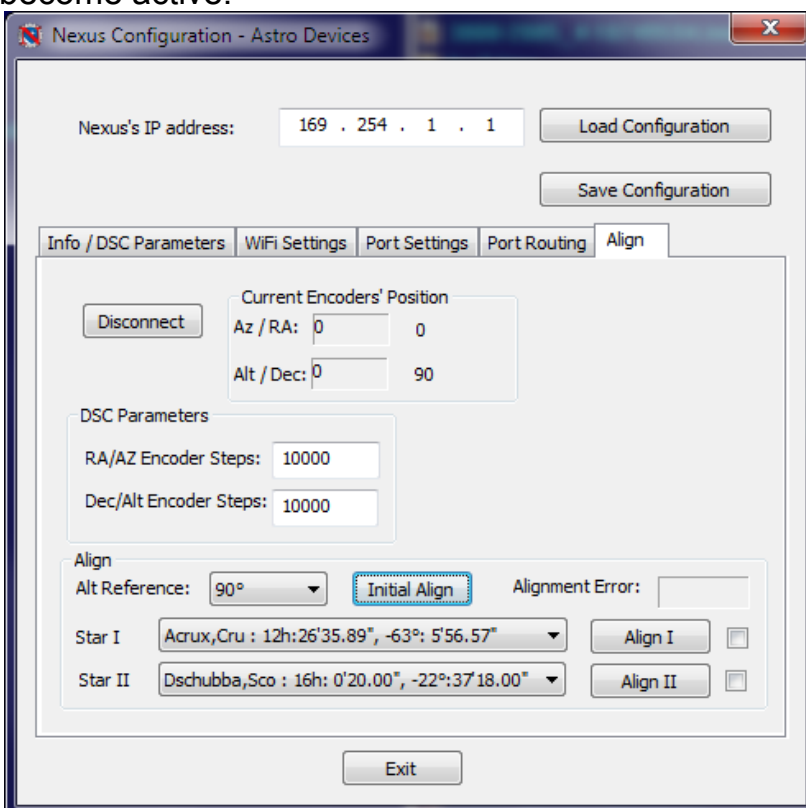 become active.
Nexus Configuration - Astro Devices
Nexus's IP address: 169 . 254 . 1 . 1 Load Configuration
Save Configuration
Info / DSC Parameters WiFi Settings Port Settings Port Routing Align
Current Encoders' Position
Disconnect Az / RA: 0 0
Alt / Dec: 0 90
DSC Parameters
RA/AZ Encoder Steps: 10000
Dec/Alt Encoder Steps: 10000
Align
Alt Reference: 90° Initial Align Alignment Error:
Star I Acrux,Cru : 12h:26'35.89", -63°: 5'56.57" Align I
Star II Dschubba,Sco : 16h: 0'20.00", -22°:37'18.00" Align II
Exit